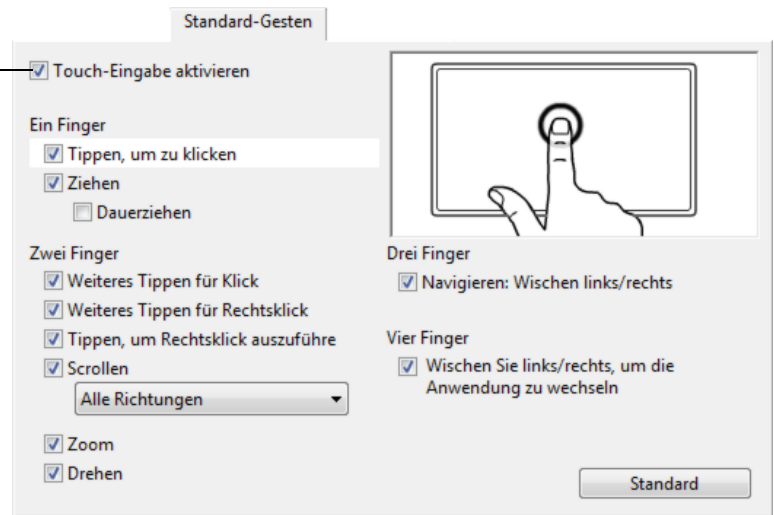 Standard-Gesten
Touch-Eingabe aktivieren
Ein Finger
Tippen, um zu klicken
Ziehen
Dauerziehen
Zwei Finger
Weiteres Tippen für Klick
Weiteres Tippen für Rechtsklick
Tippen, um Rechtsklick auszuführe
Scrollen
Alle Richtungen
Zoom
Drehen
Drei Finger
Navigieren: Wischen links/rechts
Vier Finger
Wischen Sie links/rechts, um die
Anwendung zu wechseln
Standard